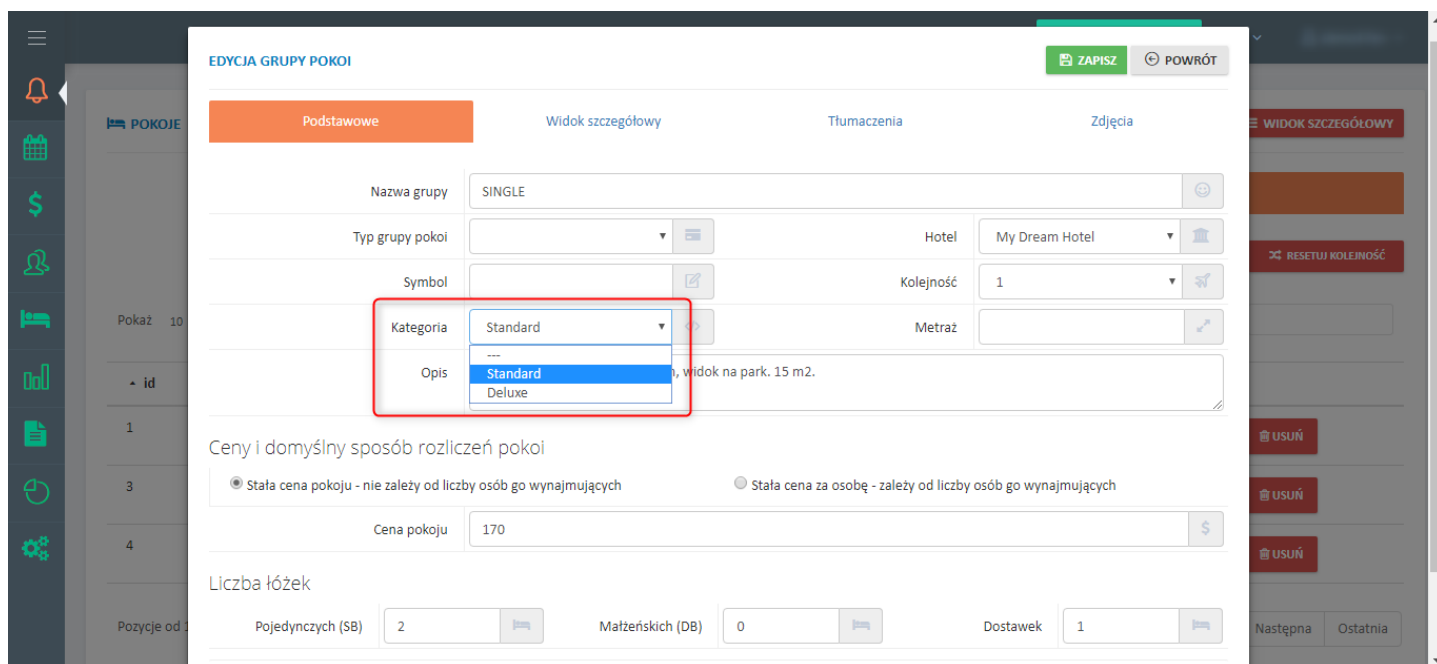 EDYCJA GRUPY POKOI
ZAPISZ
POWRÓT
POKOJE
Podstawowe
Widok szczegółowy
Tłumaczenia
Zdjęcia
WIDOK SZCZEGÓŁOWY
Nazwa grupy SINGLE
Typ grupy pokoi
Hotel My Dream Hotel
RESETUJ KOLEJNOŚĆ
Symbol
Kolejność 1
Pokaż 10
Kategoria Standard
Metraż
---
Standard
Deluxe
Opis , widok na park. 15 m2.
id
1
USUŃ
Ceny i domyślny sposób rozliczeń pokoi
3
Stała cena pokoju - nie zależy od liczby osób go wynajmujących
Stała cena za osobę - zależy od liczby osób go wynajmujących
USUŃ
Cena pokoju 170 $
4
USUŃ
Liczba łóżek
Pozycje od 1
Pojedynczych (SB) 2
Małżeńskich (DB) 0
Dostawek 1
Następna
Ostatnia